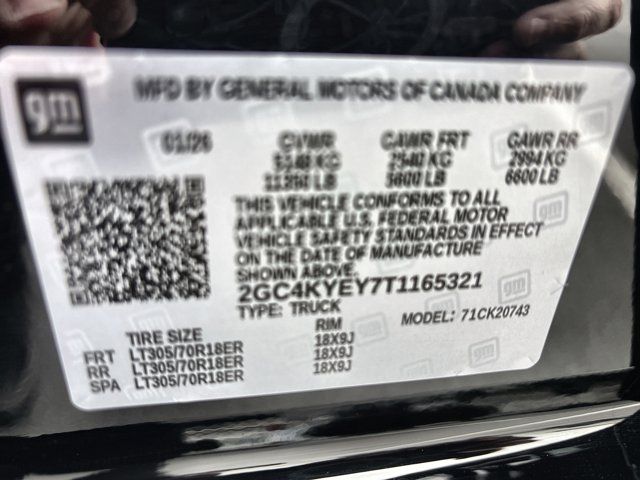 gm
MFD BY GENERAL MOTORS OF CANADA COMPANY
01/26 GVWR GAWR FRT GAWR RR
KG 2540 KG 2994 KG
LB 5600 LB 6600 LB
THIS VEHICLE CONFORMS TO ALL
APPLICABLE U.S. FEDERAL MOTOR
VEHICLE SAFETY STANDARDS IN EFFECT
ON THE DATE OF MANUFACTURE
SHOWN ABOVE.
2GC4KYEY7T1165321
TYPE: TRUCK MODEL: 71CK20743
TIRE SIZE RIM
FRT LT305/70R18ER 18X9J
RR LT305/70R18ER 18X9J
SPA LT305/70R18ER 18X9J